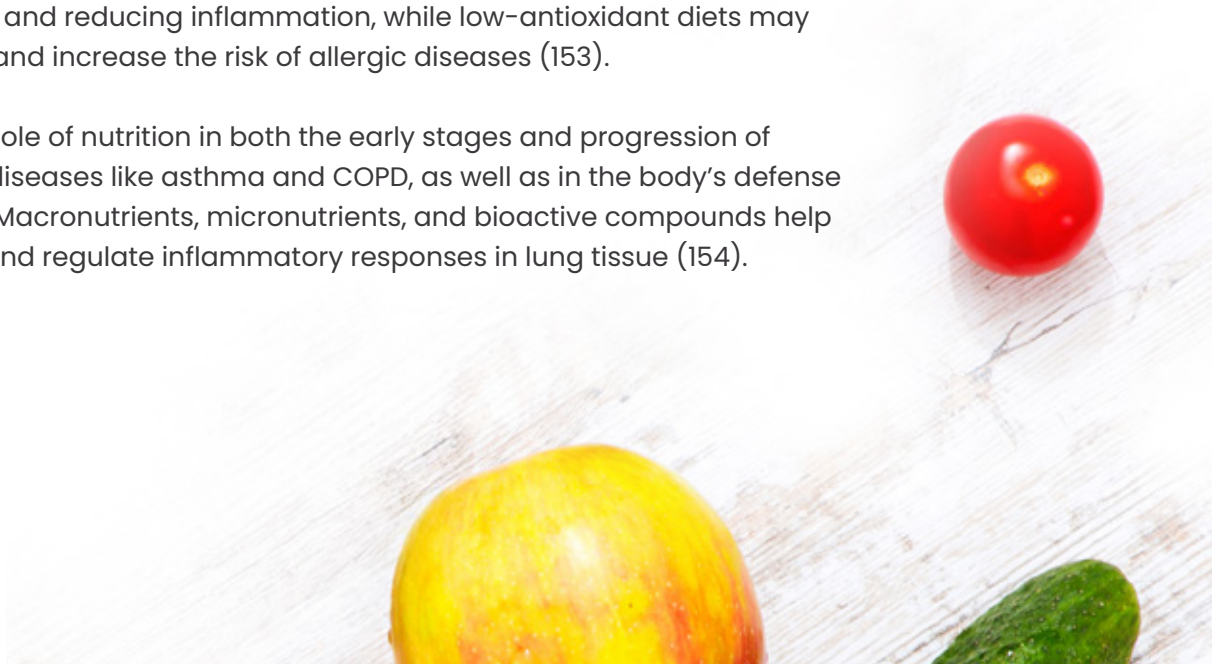 and reducing inflammation, while low-antioxidant diets may
and increase the risk of allergic diseases (153).
ole of nutrition in both the early stages and progression of
diseases like asthma and COPD, as well as in the body’s defense
Macronutrients, micronutrients, and bioactive compounds help
nd regulate inflammatory responses in lung tissue (154).